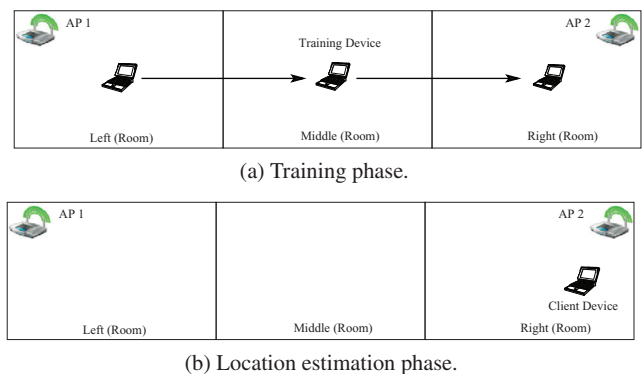 AP 1
AP 2
Training Device
Left (Room)
Middle (Room)
Right (Room)
(a) Training phase.
AP 1
AP 2
Client Device
Left (Room)
Middle (Room)
Right (Room)
(b) Location estimation phase.